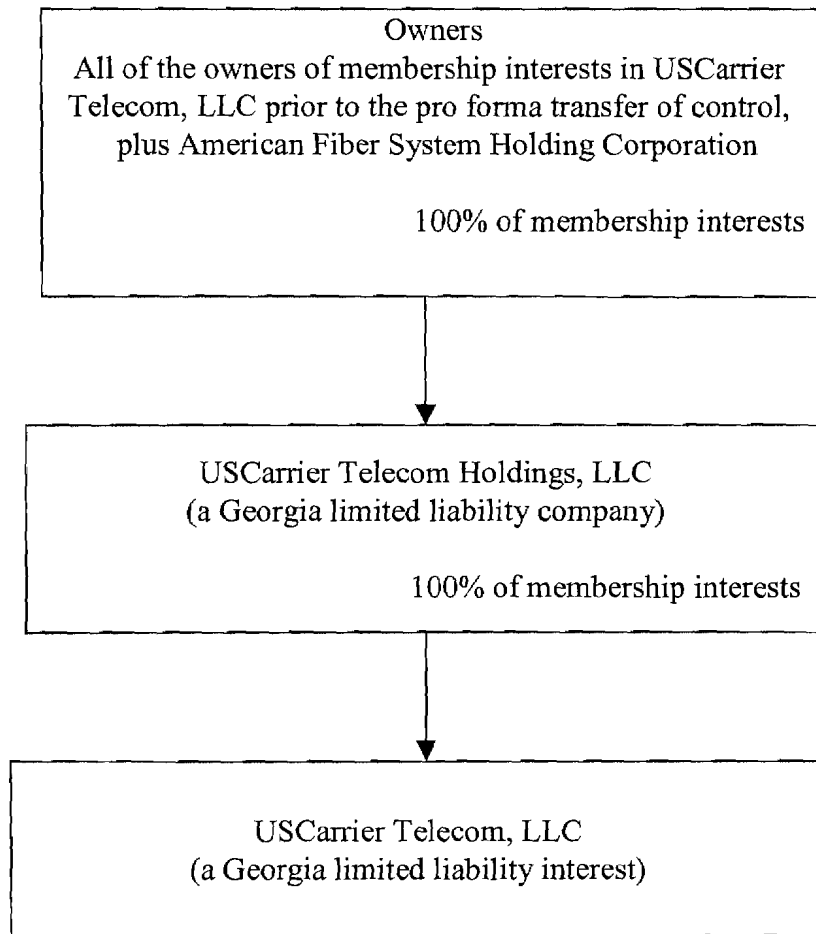 Owners
All of the owners of membership interests in USCarrier
Telecom, LLC prior to the pro forma transfer of control,
plus American Fiber System Holding Corporation
100% of membership interests
USCarrier Telecom Holdings, LLC
(a Georgia limited liability company)
100% of membership interests
USCarrier Telecom, LLC
(a Georgia limited liability interest)